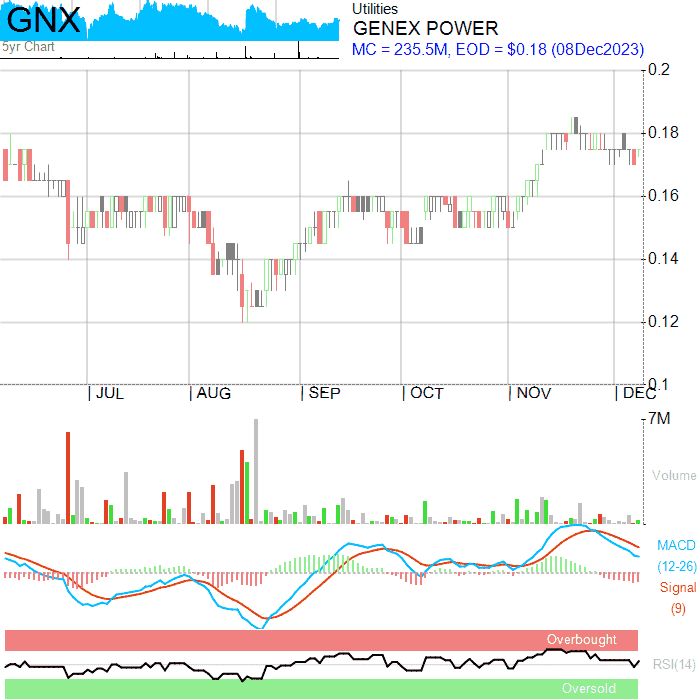 GNX
5yr Chart
Utilities
GENEX POWER
MC = 235.5M, EOD = $0.18 (08Dec2023)
0.2
0.18
0.16
0.14
0.12
0.1
JUL AUG SEP OCT NOV DEC
7M
Volume
MACD
(12-26)
Signal
(9)
Overbought
RSI(14)
Oversold